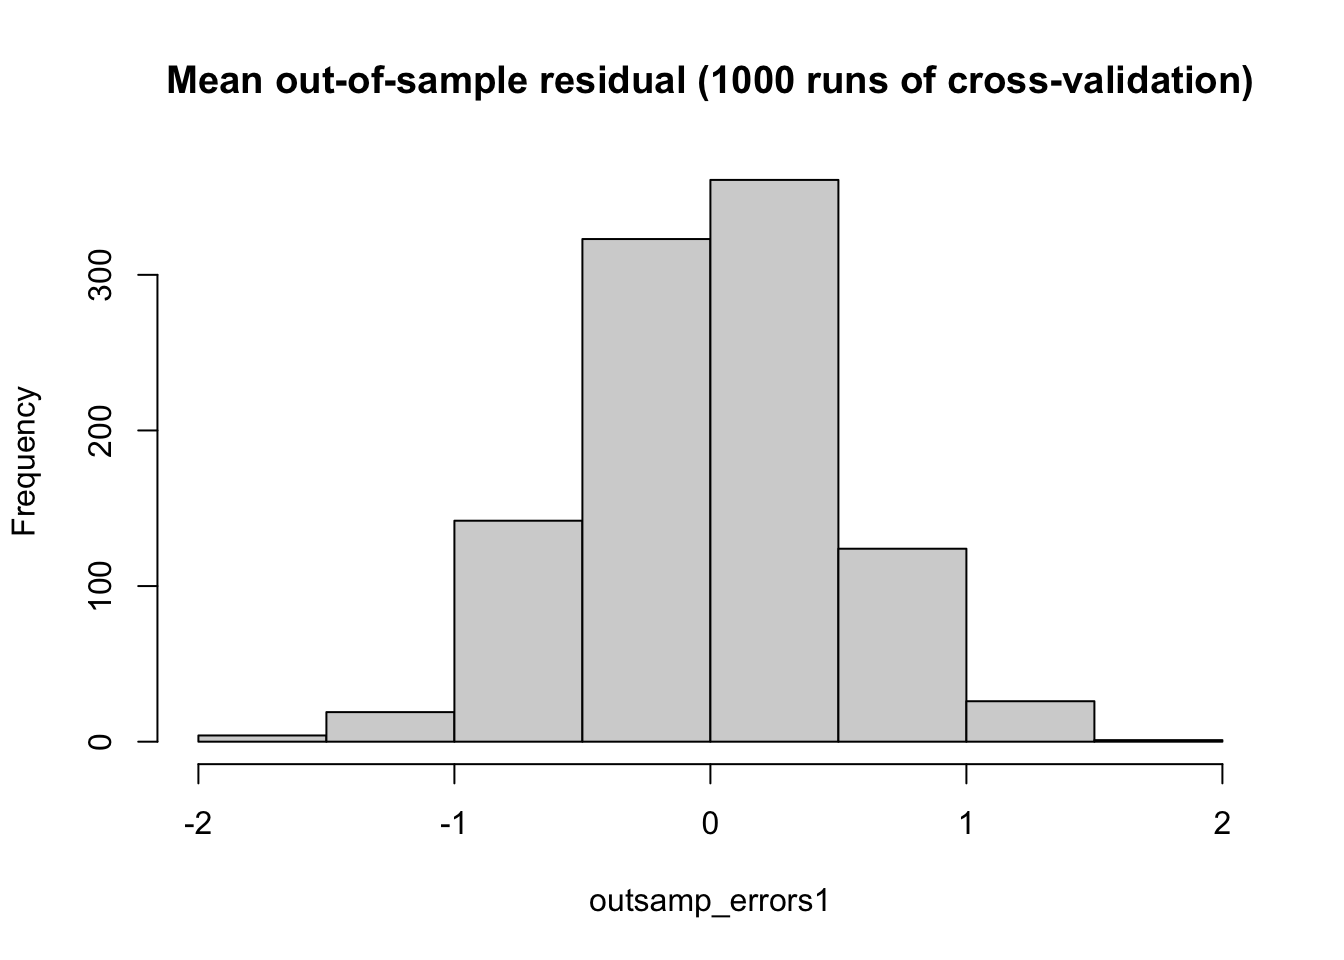 Mean out-of-sample residual (1000 runs of cross-validation)
Frequency
300
200
100
0
-2 -1 0 1 2
outsamp_errors1